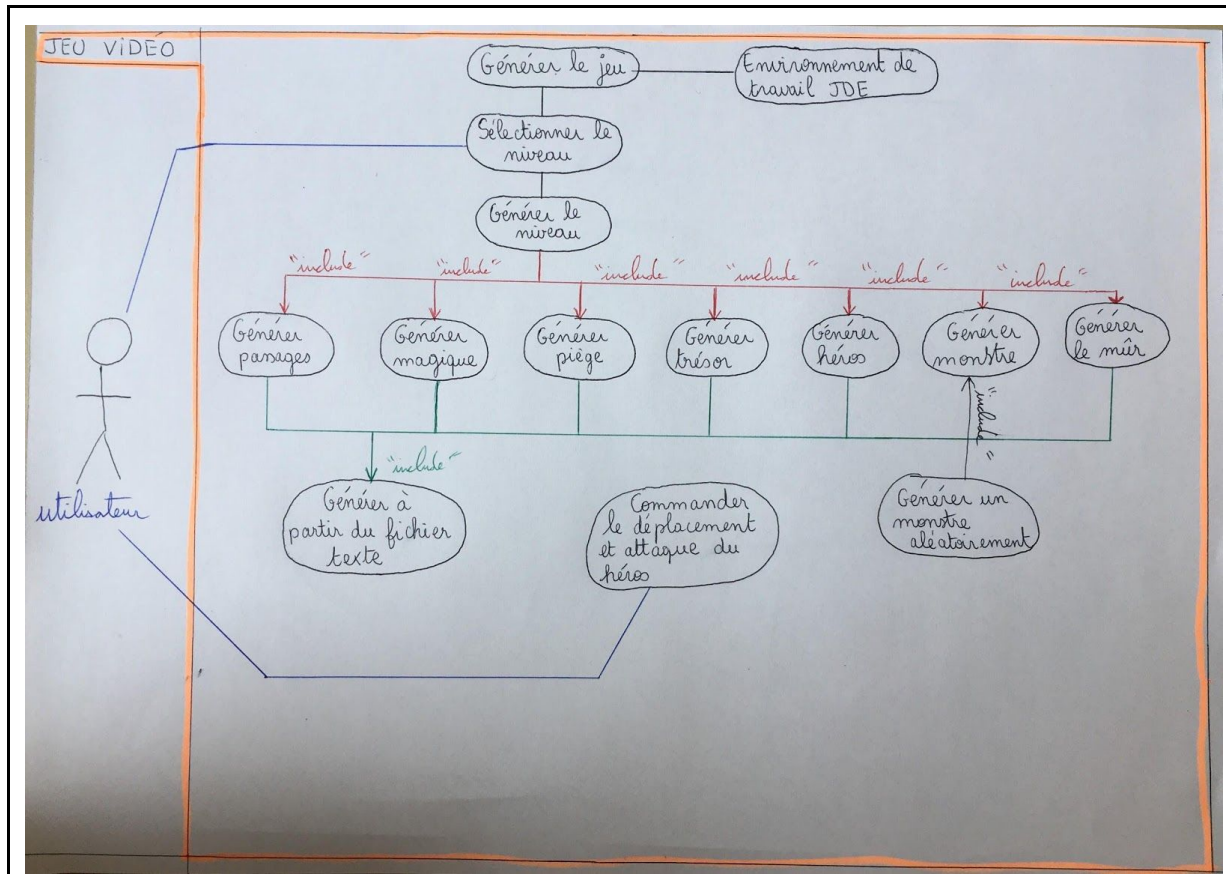 JEU VIDÉO
Générer le jeu
Environnement de
travail JDE
Sélectionner le
niveau
Générer le
niveau
"include"
"include"
"include"
"include"
"include"
"include"
Générer
passages
Générer
magique
Générer
piège
Générer
trésor
Générer
héros
Générer
monstre
Générer
le mûr
"include"
"include"
utilisateur
Générer à
partir du fichier
texte
Commander
le déplacement
et attaque du
héros
Générer un
monstre
aléatoirement